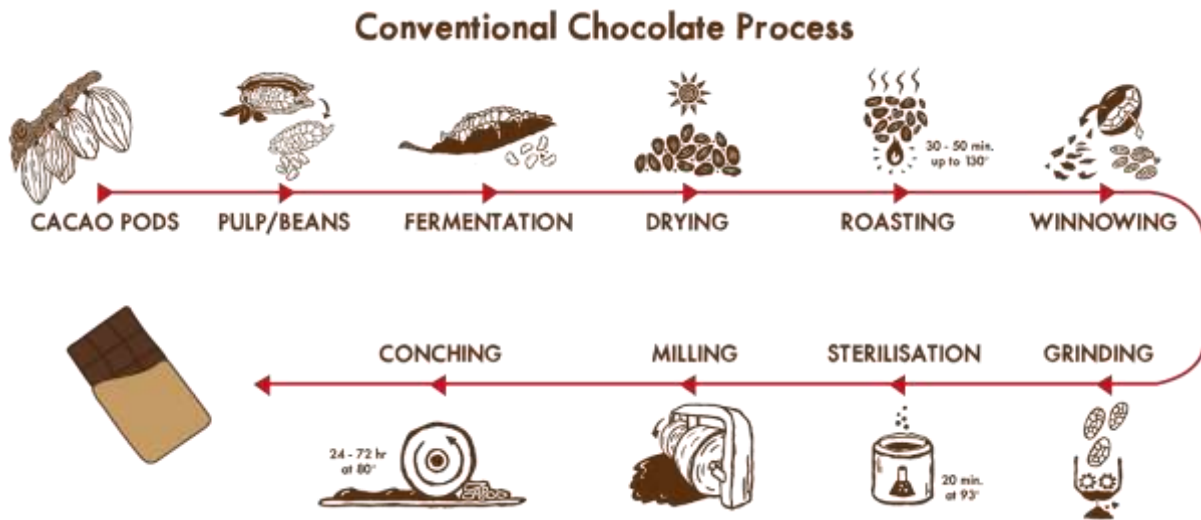 Conventional Chocolate Process
30 - 50 min.
up to 130°
CACAO PODS
PULP/BEANS
FERMENTATION
DRYING
ROASTING
WINNOWING
GRINDING
STERILISATION
MILLING
CONCHING
20 min.
at 93°
24 - 72 hr
at 80°